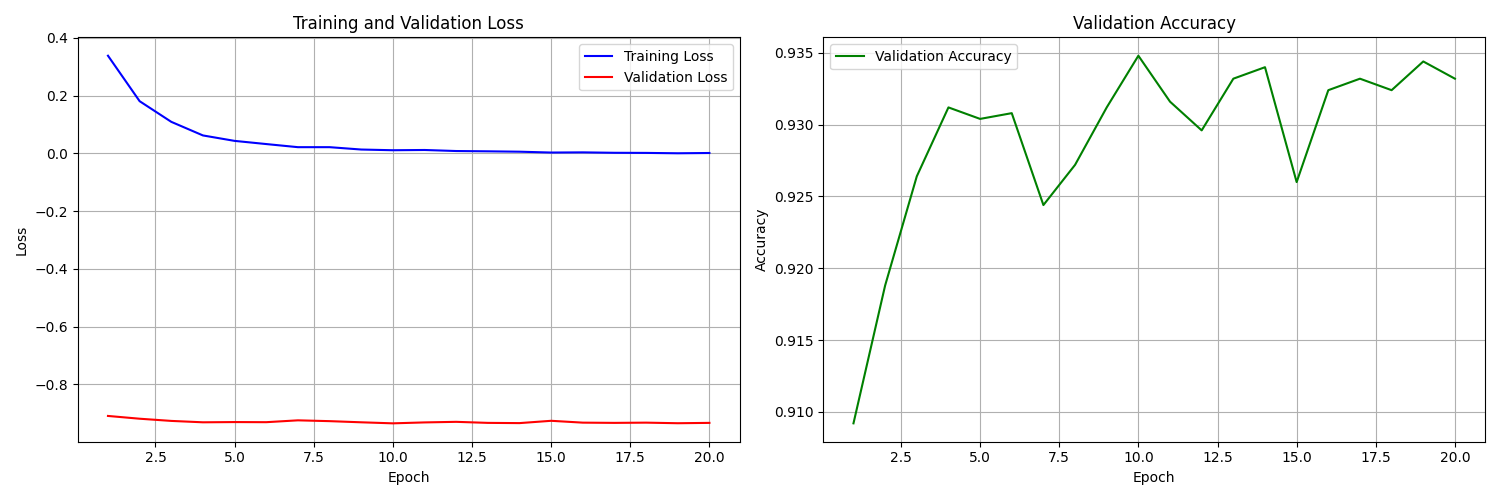 Training and Validation Loss
Training Loss
Validation Loss
0.4
0.2
0.0
−0.2
−0.4
−0.6
−0.8
Loss
2.5 5.0 7.5 10.0 12.5 15.0 17.5 20.0
Epoch
Validation Accuracy
Validation Accuracy
0.935
0.930
0.925
0.920
0.915
0.910
Accuracy
2.5 5.0 7.5 10.0 12.5 15.0 17.5 20.0
Epoch